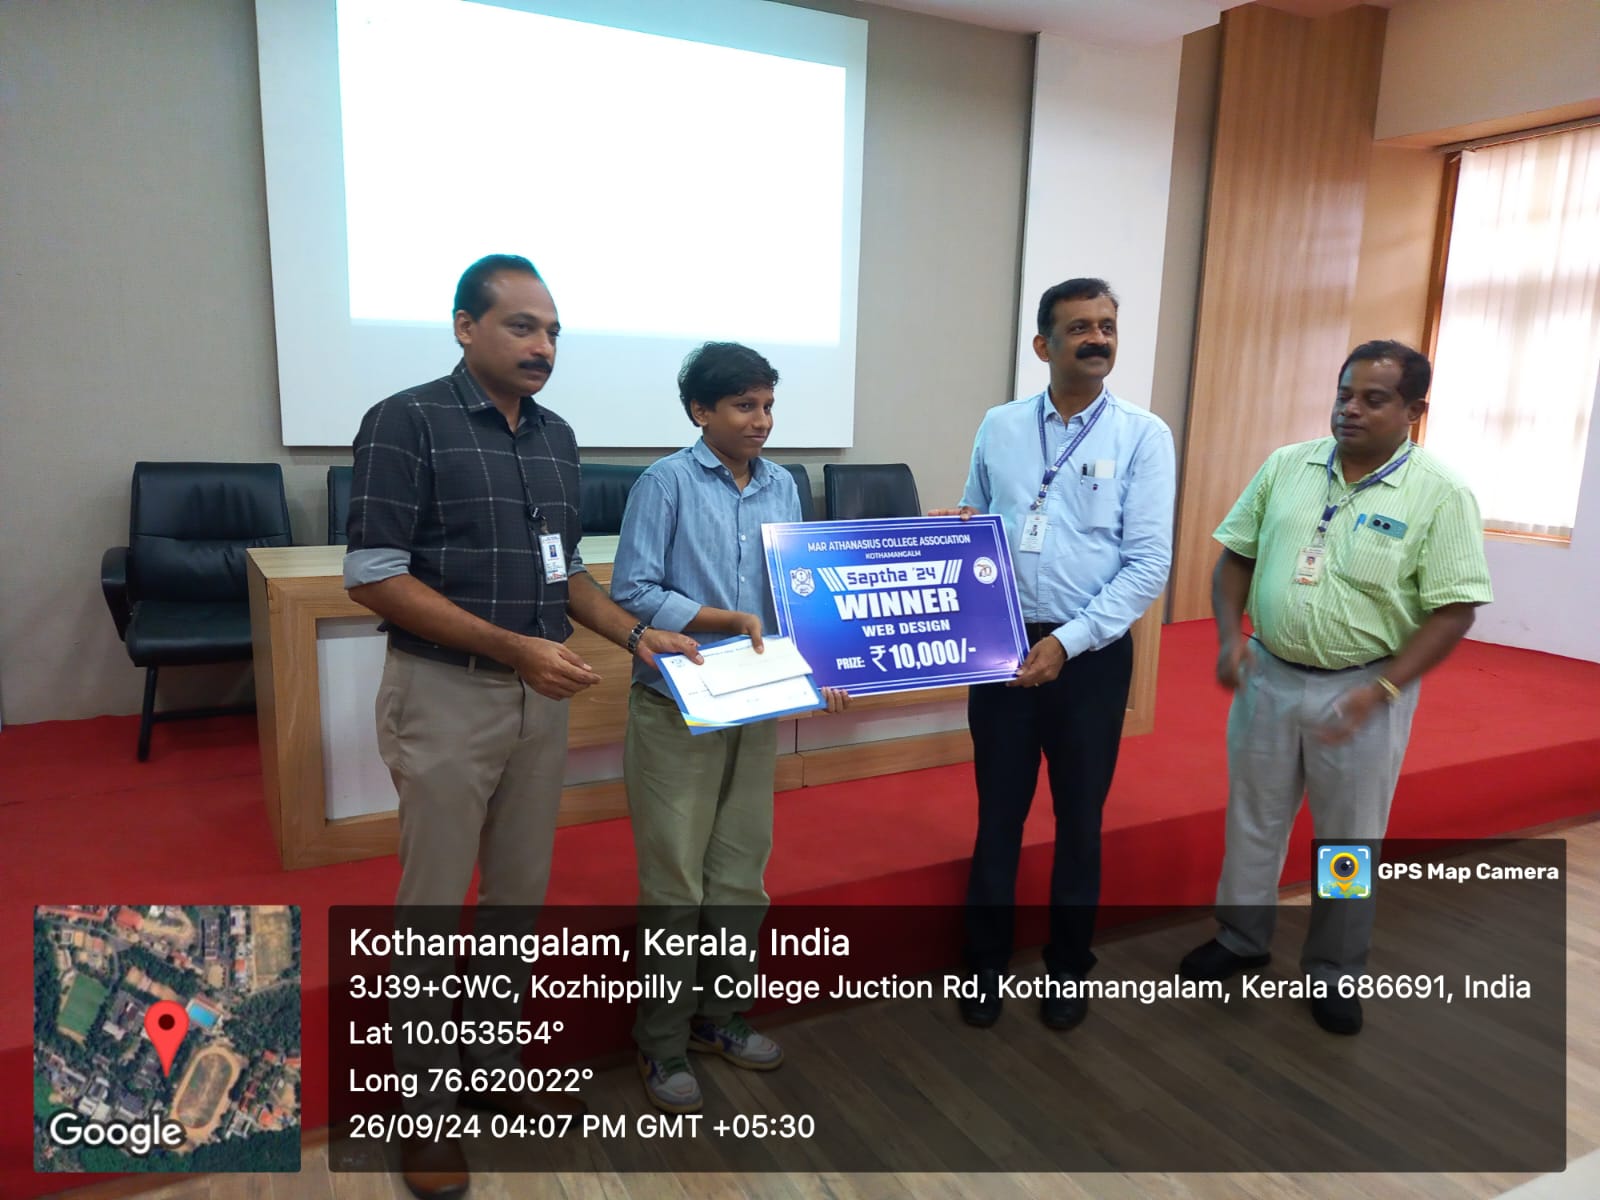 MAR ATHANASIUS COLLEGE ASSOCIATION
KOTHAMANGALM
Saptha '24
WINNER
WEB DESIGN
PRIZE: ₹ 10,000/-
GPS Map Camera
Kothamangalam, Kerala, India
3J39+CWC, Kozhippilly - College Juction Rd, Kothamangalam, Kerala 686691, India
Lat 10.053554°
Long 76.620022°
26/09/24 04:07 PM GMT +05:30
Google